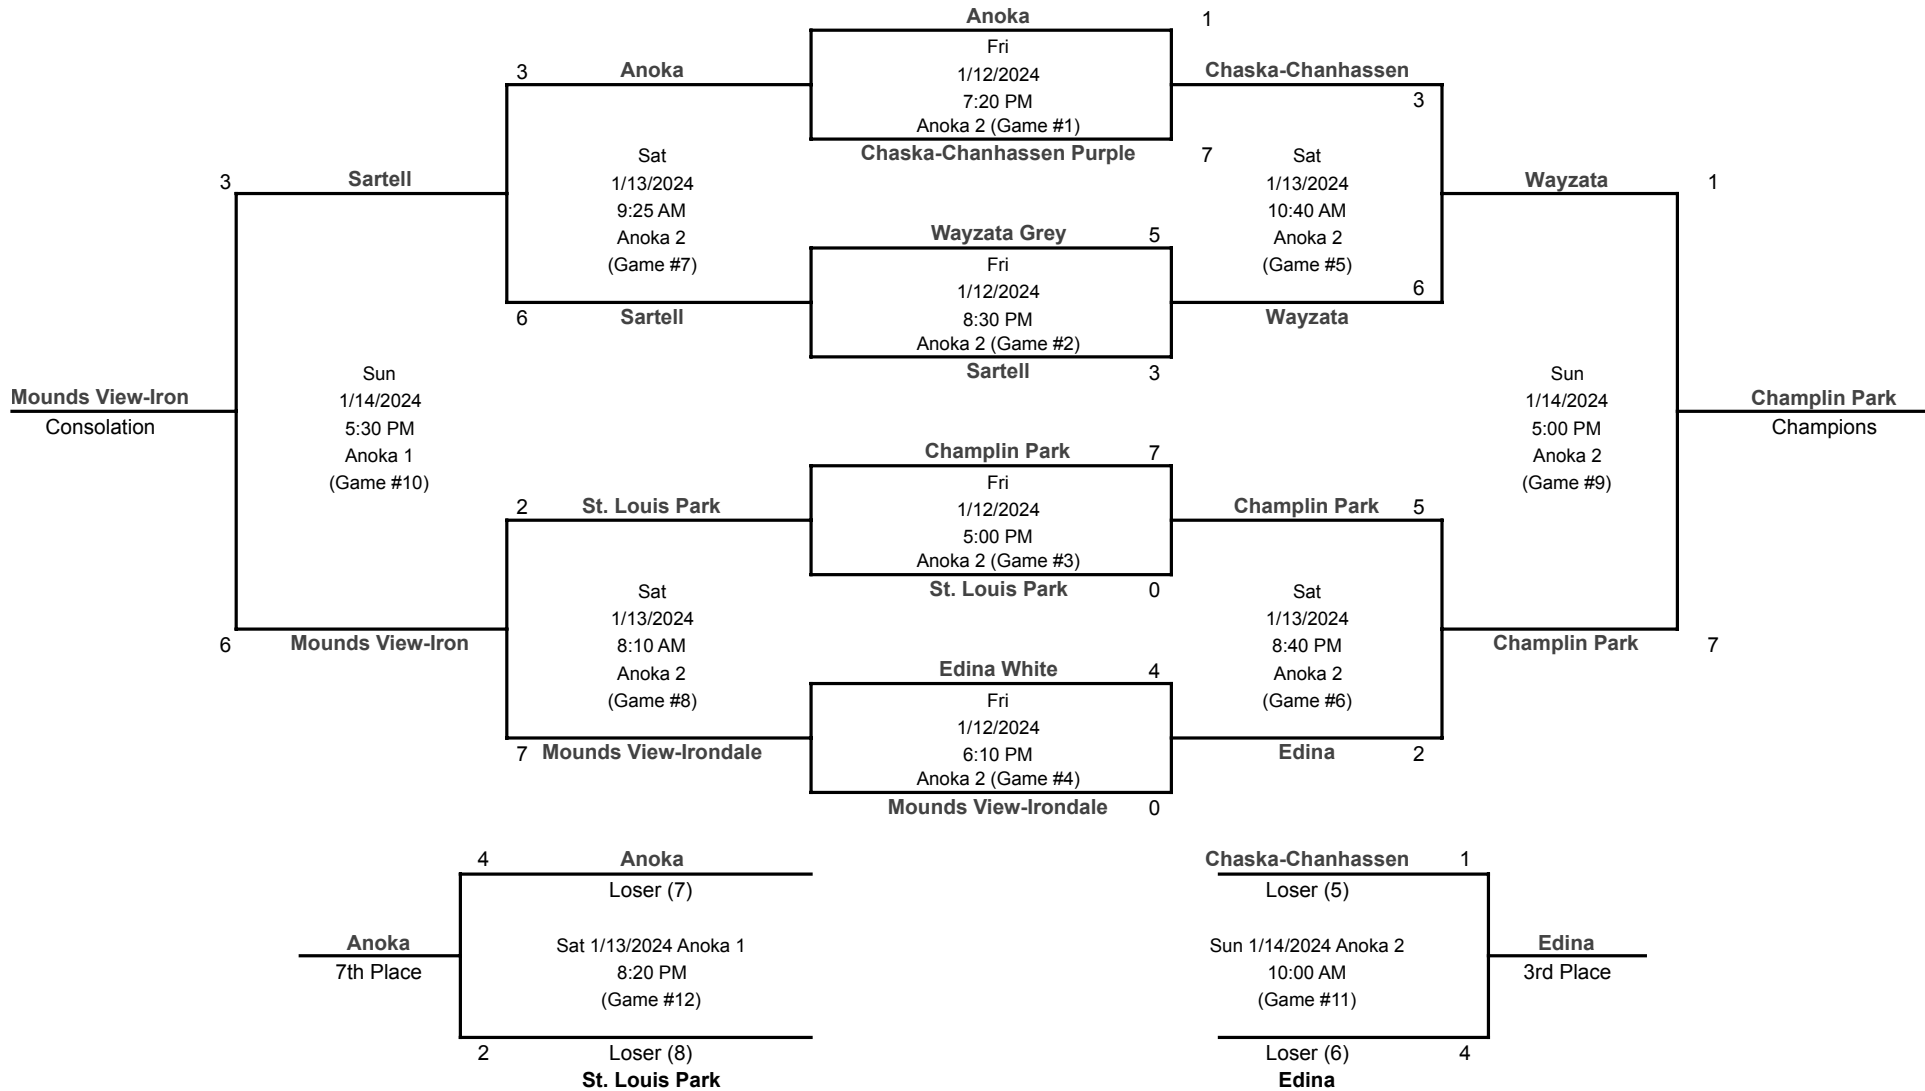 Anoka 1
Fri
1/12/2024
7:20 PM
Anoka 2 (Game #1)
Chaska-Chanhassen Purple 7
3 Anoka
Chaska-Chanhassen
3
Sat
1/13/2024
9:25 AM
Anoka 2
(Game #7)
Sat
1/13/2024
10:40 AM
Anoka 2
(Game #5)
3 Sartell
Wayzata 1
Wayzata Grey 5
Fri
1/12/2024
8:30 PM
Anoka 2 (Game #2)
Sartell 3
6 Sartell
6
Wayzata
Mounds View-Iron
Consolation
Sun
1/14/2024
5:30 PM
Anoka 1
(Game #10)
Sun
1/14/2024
5:00 PM
Anoka 2
(Game #9)
Champlin Park
Champions
Champlin Park 7
Fri
1/12/2024
5:00 PM
Anoka 2 (Game #3)
St. Louis Park 0
2 St. Louis Park
Champlin Park 5
Sat
1/13/2024
8:10 AM
Anoka 2
(Game #8)
Sat
1/13/2024
8:40 PM
Anoka 2
(Game #6)
6 Mounds View-Iron
Champlin Park 7
Edina White 4
Fri
1/12/2024
6:10 PM
Anoka 2 (Game #4)
Mounds View-Irondale 0
7 Mounds View-Irondale
Edina 2
4 Anoka
Loser (7)
Anoka
7th Place
Sat 1/13/2024 Anoka 1
8:20 PM
(Game #12)
2 Loser (8)
St. Louis Park
Chaska-Chanhassen 1
Loser (5)
Sun 1/14/2024 Anoka 2
10:00 AM
(Game #11)
Edina
3rd Place
Loser (6) 4
Edina